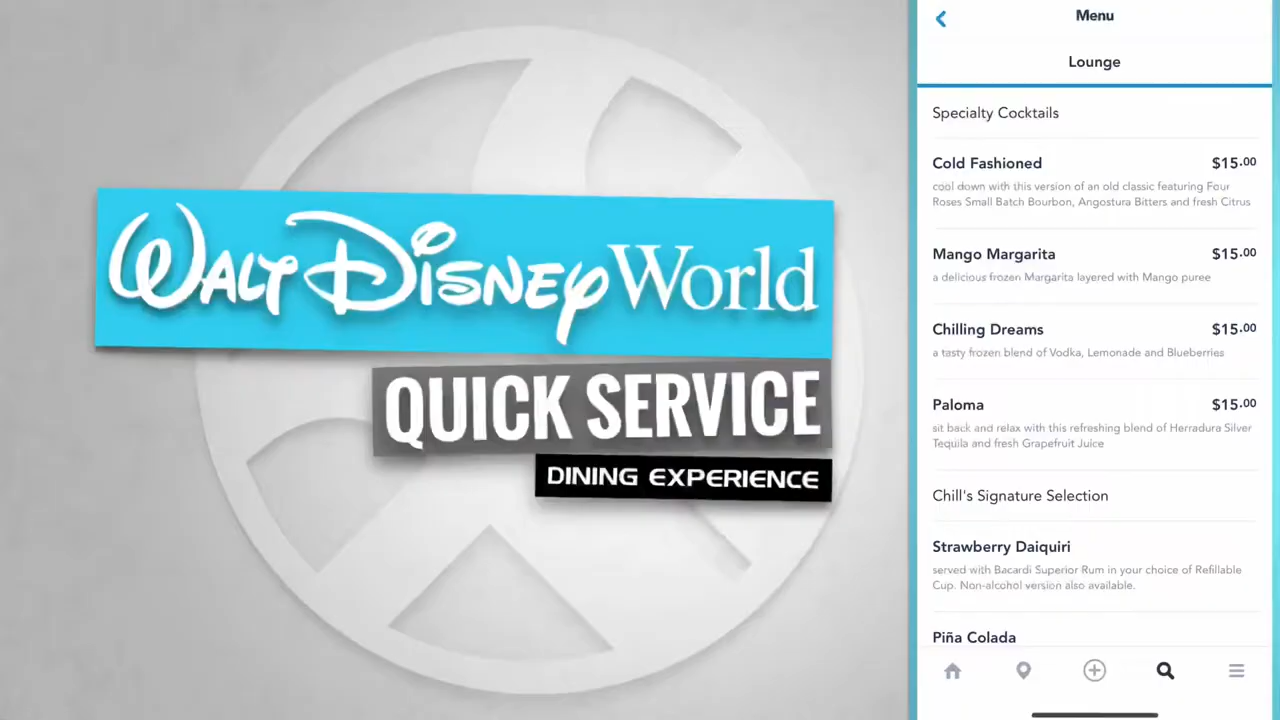 WALT DISNEY World
QUICK SERVICE
DINING EXPERIENCE
Menu
Lounge
Specialty Cocktails
Cold Fashioned $15.00
cool down with this version of an old classic featuring Four
Roses Small Batch Bourbon, Angostura Bitters and fresh Citrus
Mango Margarita $15.00
a delicious frozen Margarita layered with Mango puree
Chilling Dreams $15.00
a tasty frozen blend of Vodka, Lemonade and Blueberries
Paloma $15.00
sit back and relax with this refreshing blend of Herradura Silver
Tequila and fresh Grapefruit Juice
Chill's Signature Selection
Strawberry Daiquiri
served with Bacardi Superior Rum in your choice of Refillable
Cup. Non-alcohol version also available.
Piña Colada